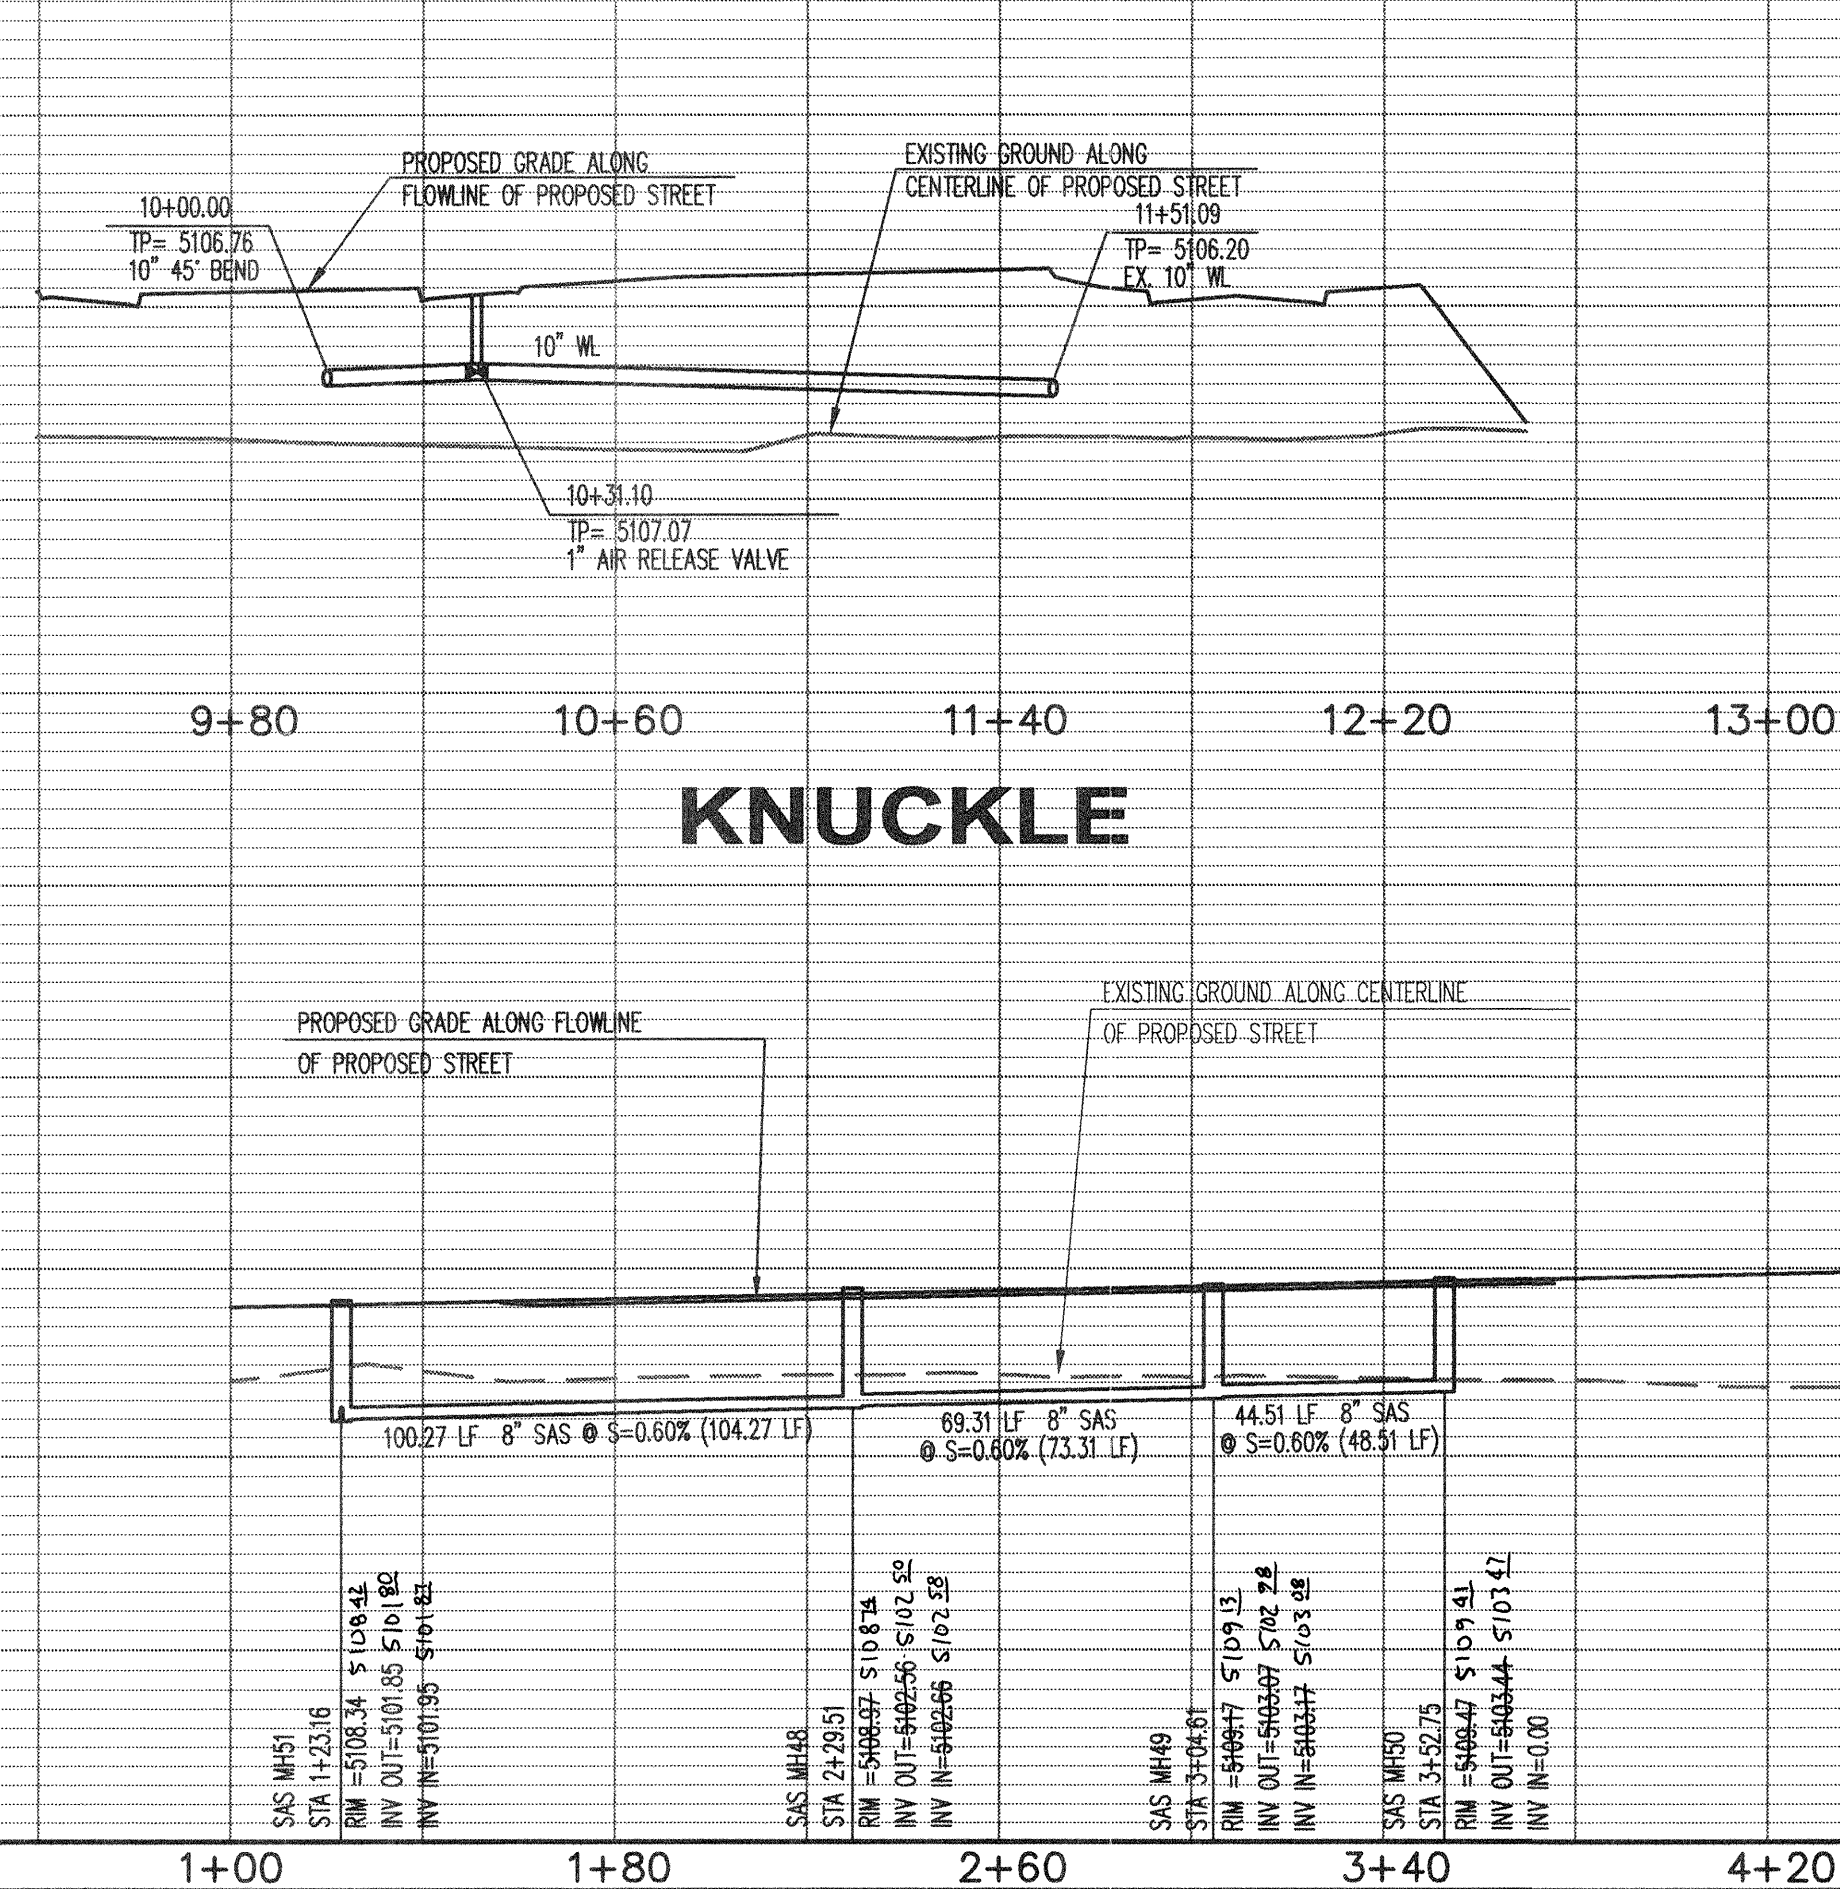 PROPOSED GRADE ALONG
FLOWLINE OF PROPOSED STREET
EXISTING GROUND ALONG
CENTERLINE OF PROPOSED STREET
10+00.00
TP= 5106.76
10" 45° BEND
11+51.09
TP= 5106.20
EX. 10" WL
10" WL
10+31.10
TP= 5107.07
1" AIR RELEASE VALVE
9+80 10+60 11+40 12+20 13+00
KNUCKLE
EXISTING GROUND ALONG CENTERLINE
OF PROPOSED STREET
PROPOSED GRADE ALONG FLOWLINE
OF PROPOSED STREET
100.27 LF 8" SAS @ S=0.60% (104.27 LF)
69.31 LF 8" SAS
@ S=0.60% (73.31 LF)
44.51 LF 8" SAS
@ S=0.60% (48.51 LF)
SAS MH51
STA 1+23.16
RIM =5108.34 5108 42
INV OUT=5101.85 5101 80
INV IN=5101.95 5101 87
SAS MH48
STA 2+29.51
RIM =5108.97 5108 74
INV OUT=5102.56 5102 50
INV IN=5102.66 5102 58
SAS MH49
STA 3+04.61
RIM =5109.17 5109 13
INV OUT=5103.07 5102 98
INV IN=5103.17 5103 08
SAS MH50
STA 3+52.75
RIM =5109.47 5109 41
INV OUT=5103.44 5103 47
INV IN=0.00
1+00 1+80 2+60 3+40 4+20